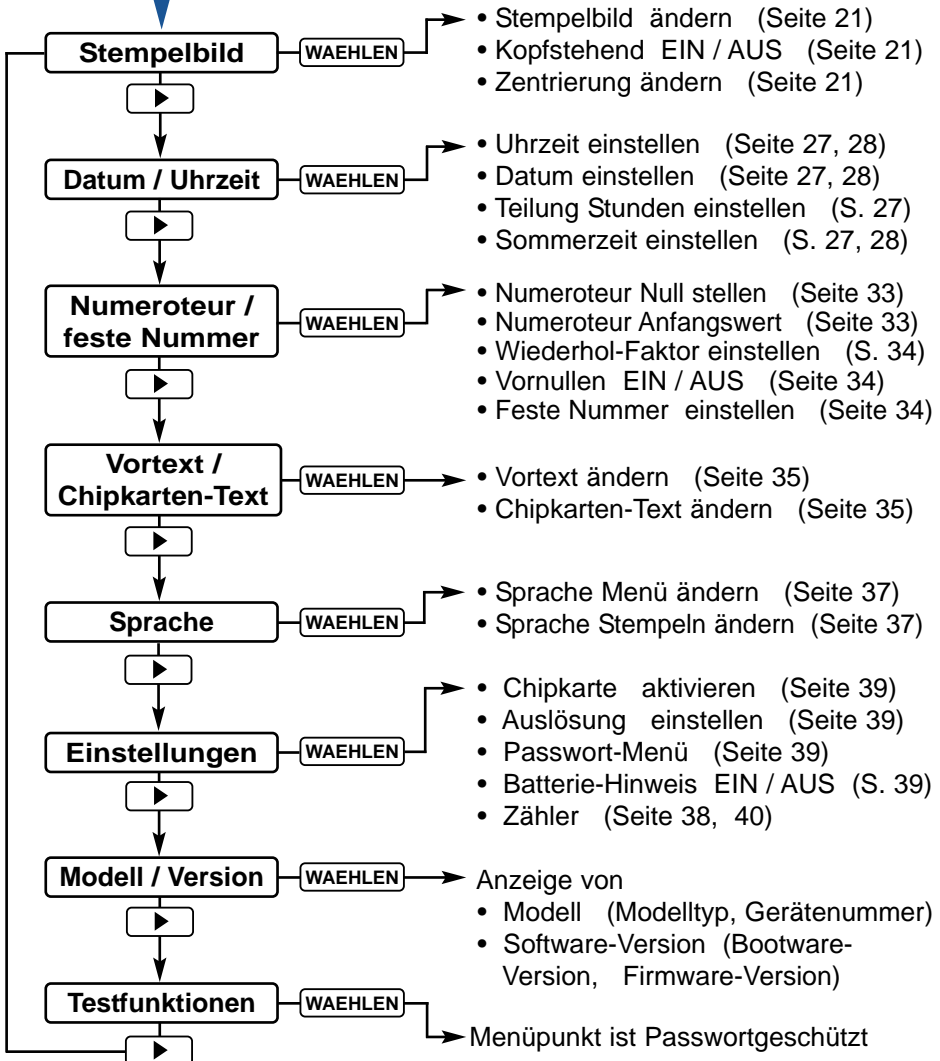 Stempelbild
WAEHLEN
• Stempelbild ändern (Seite 21)
• Kopfstehend EIN / AUS (Seite 21)
• Zentrierung ändern (Seite 21)
Datum / Uhrzeit
WAEHLEN
• Uhrzeit einstellen (Seite 27, 28)
• Datum einstellen (Seite 27, 28)
• Teilung Stunden einstellen (S. 27)
• Sommerzeit einstellen (S. 27, 28)
Numeroteur /
feste Nummer
WAEHLEN
• Numeroteur Null stellen (Seite 33)
• Numeroteur Anfangswert (Seite 33)
• Wiederhol-Faktor einstellen (S. 34)
• Vornullen EIN / AUS (Seite 34)
• Feste Nummer einstellen (Seite 34)
Vortext /
Chipkarten-Text
WAEHLEN
• Vortext ändern (Seite 35)
• Chipkarten-Text ändern (Seite 35)
Sprache
WAEHLEN
• Sprache Menü ändern (Seite 37)
• Sprache Stempeln ändern (Seite 37)
Einstellungen
WAEHLEN
• Chipkarte aktivieren (Seite 39)
• Auslösung einstellen (Seite 39)
• Passwort-Menü (Seite 39)
• Batterie-Hinweis EIN / AUS (S. 39)
• Zähler (Seite 38, 40)
Modell / Version
WAEHLEN
Anzeige von
• Modell (Modelltyp, Gerätenummer)
• Software-Version (Bootware-
Version, Firmware-Version)
Testfunktionen
WAEHLEN
Menüpunkt ist Passwortgeschützt